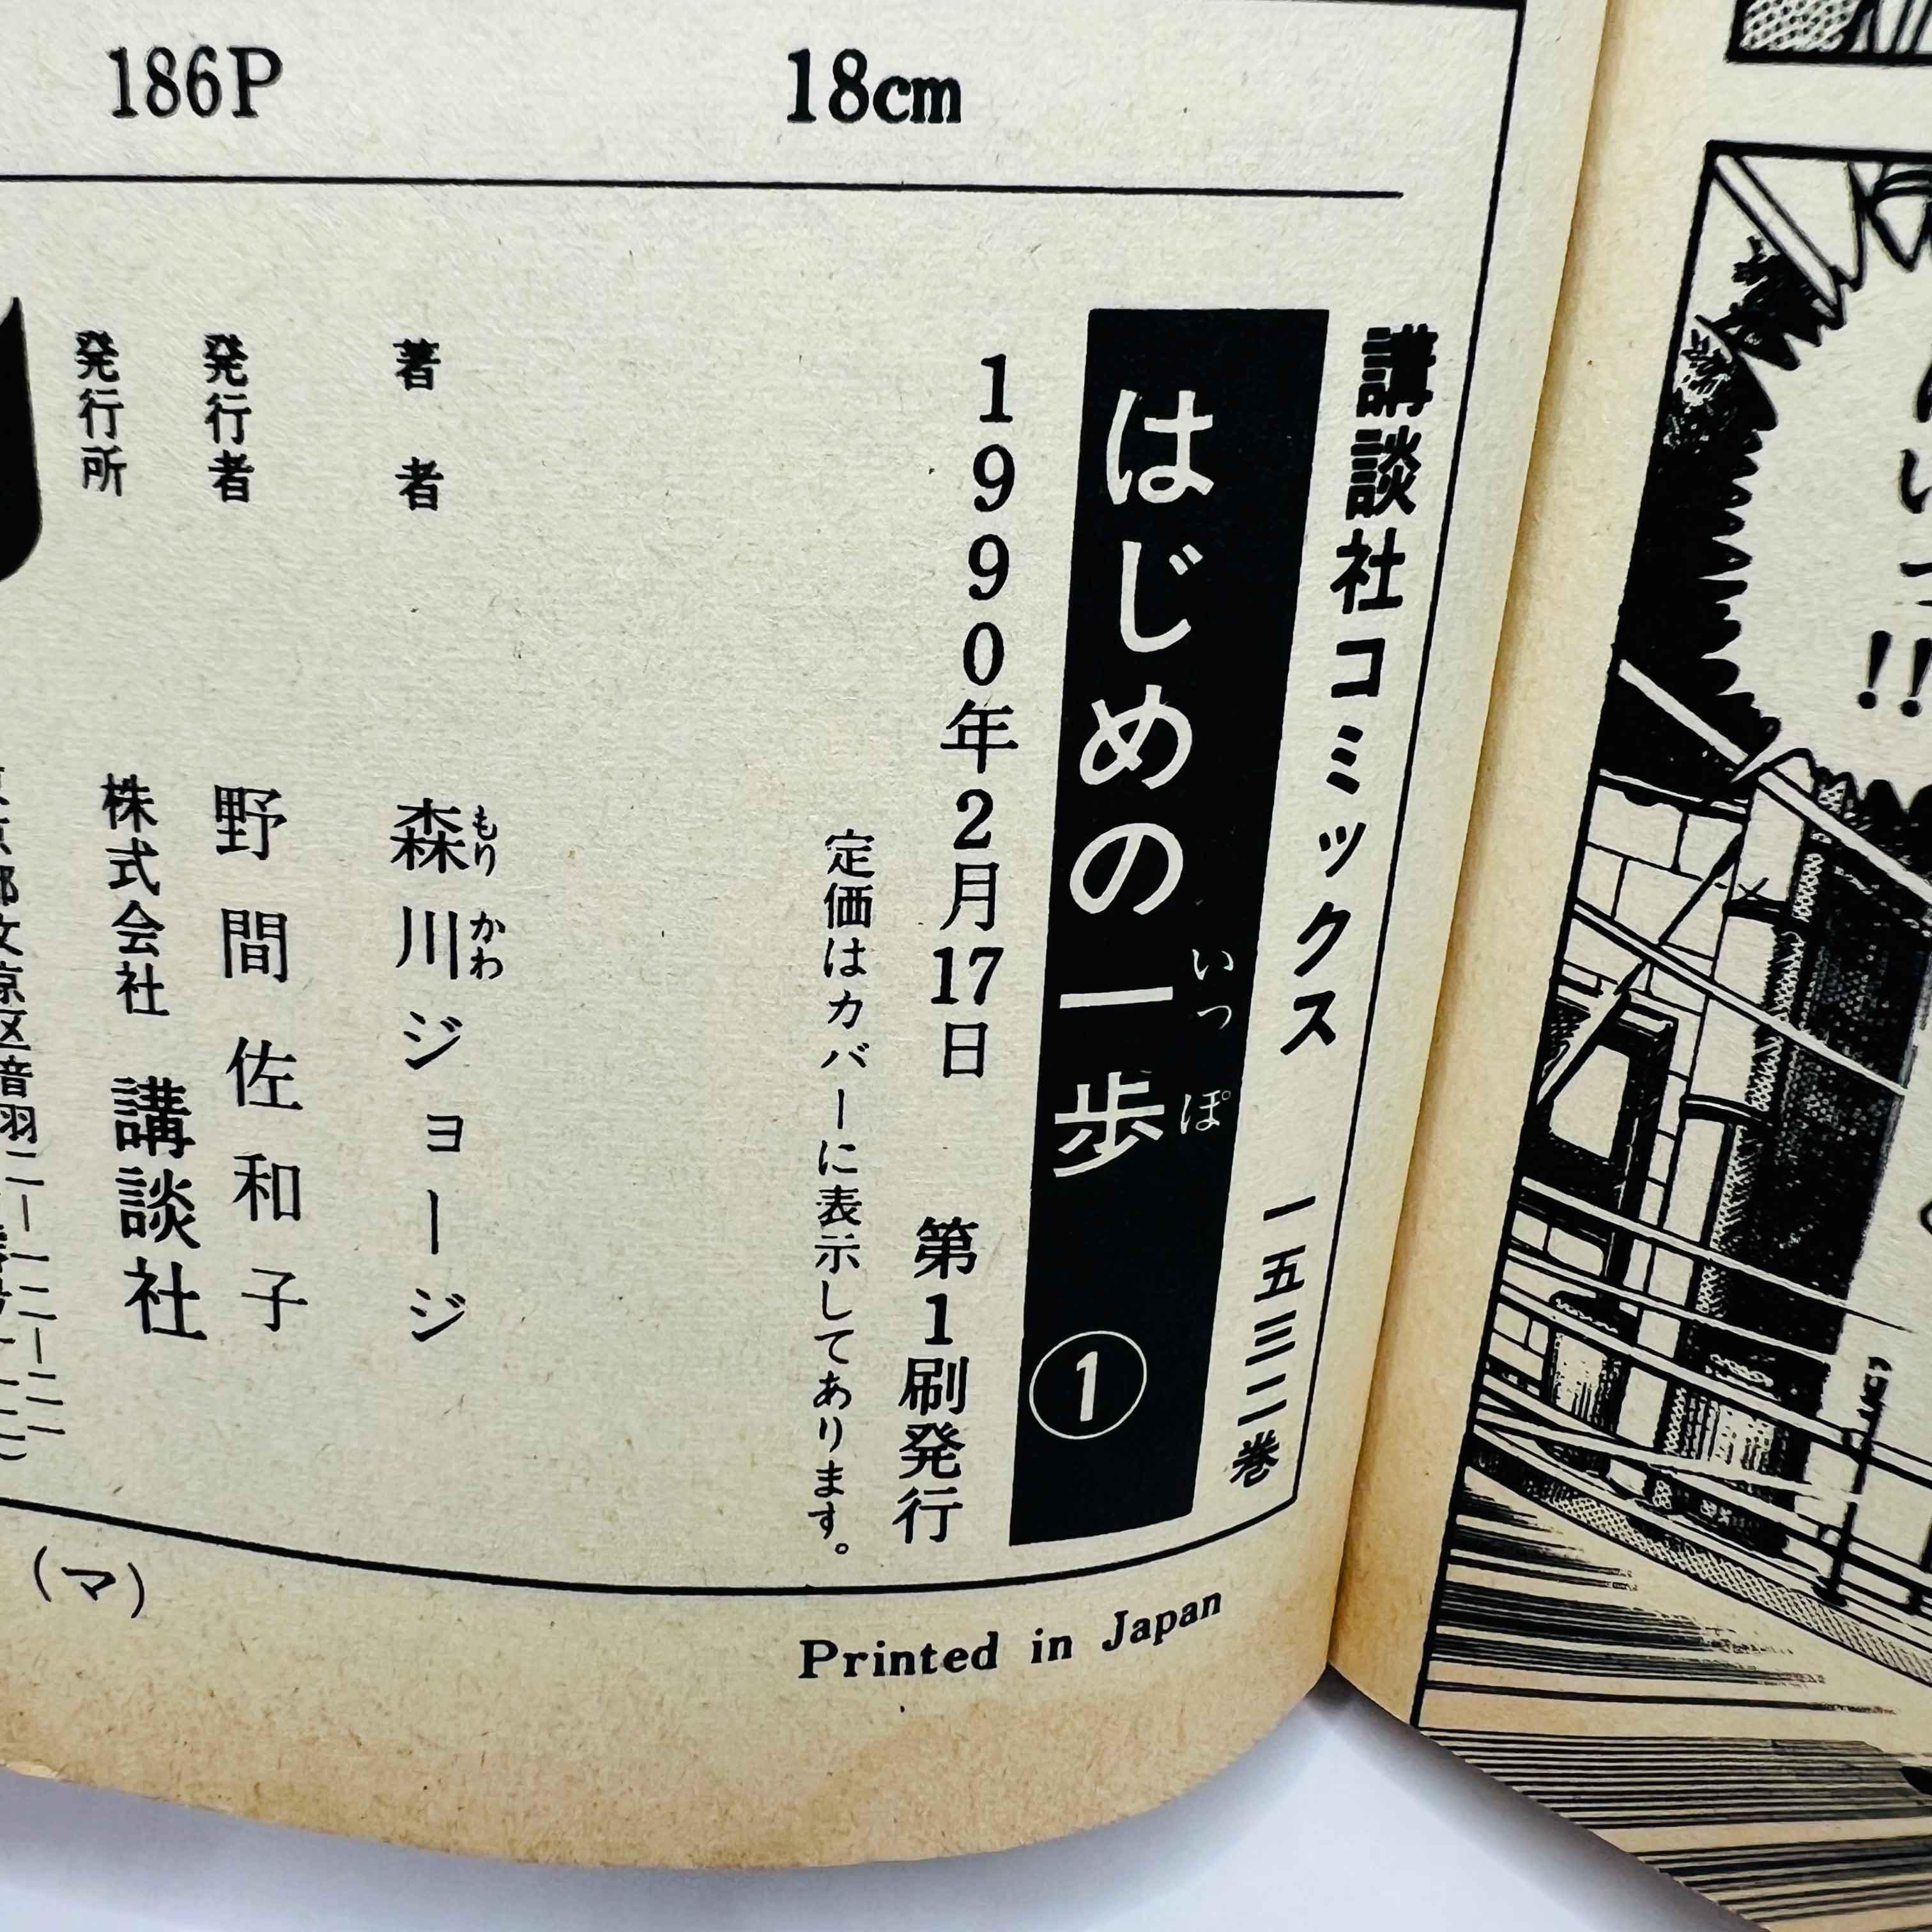 186P
18cm
講談社コミックス 一五三二巻
はじめの一歩 ①
いっぽ
1990年2月17日 第1刷発行
定価はカバーに表示してあります。
著者 森川ジョージ
もりかわ
発行者 野間佐和子
発行所 株式会社 講談社
Printed in Japan
(マ)
!!